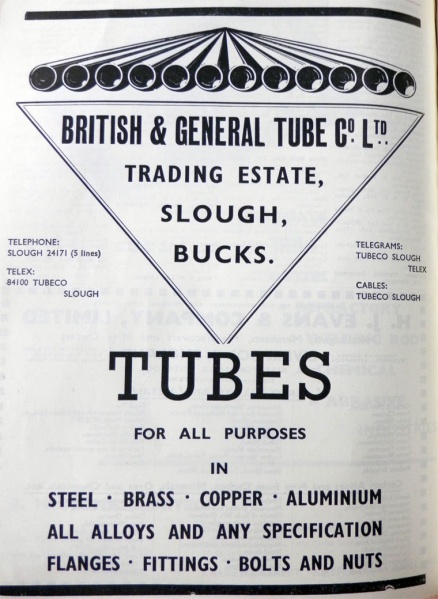 BRITISH & GENERAL TUBE Cº. LTD.
TRADING ESTATE,
SLOUGH,
BUCKS.
TELEPHONE:
SLOUGH 24171 (5 lines)
TELEX:
84100 TUBECO
SLOUGH
TELEGRAMS:
TUBECO SLOUGH
TELEX
CABLES:
TUBECO SLOUGH
TUBES
FOR ALL PURPOSES
IN
STEEL · BRASS · COPPER · ALUMINIUM
ALL ALLOYS AND ANY SPECIFICATION
FLANGES · FITTINGS · BOLTS AND NUTS